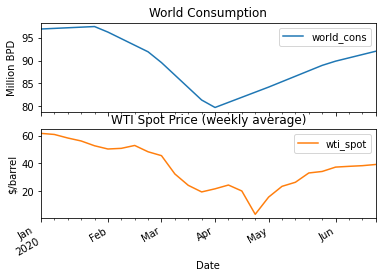 World Consumption
Million BPD
95
90
85
80
world_cons
WTI Spot Price (weekly average)
$/barrel
60
40
20
wti_spot
Jan
2020
Feb
Mar
Apr
May
Jun
Date